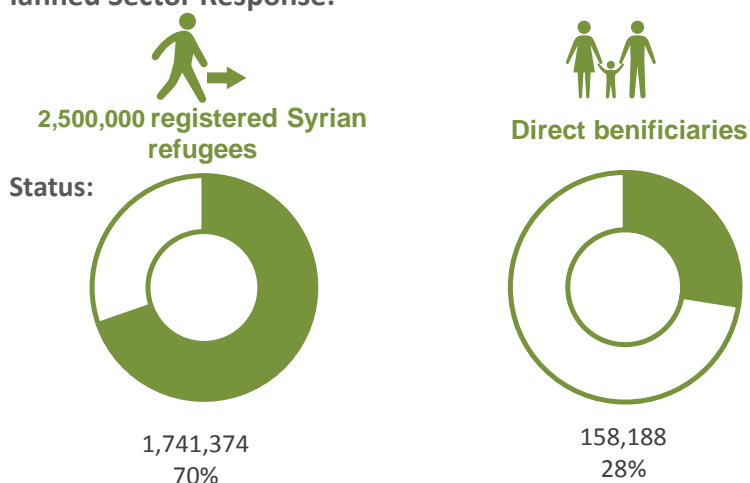 2,500,000 registered Syrian
refugees
Direct benificiaries
Status:
1,741,374
70%
158,188
28%